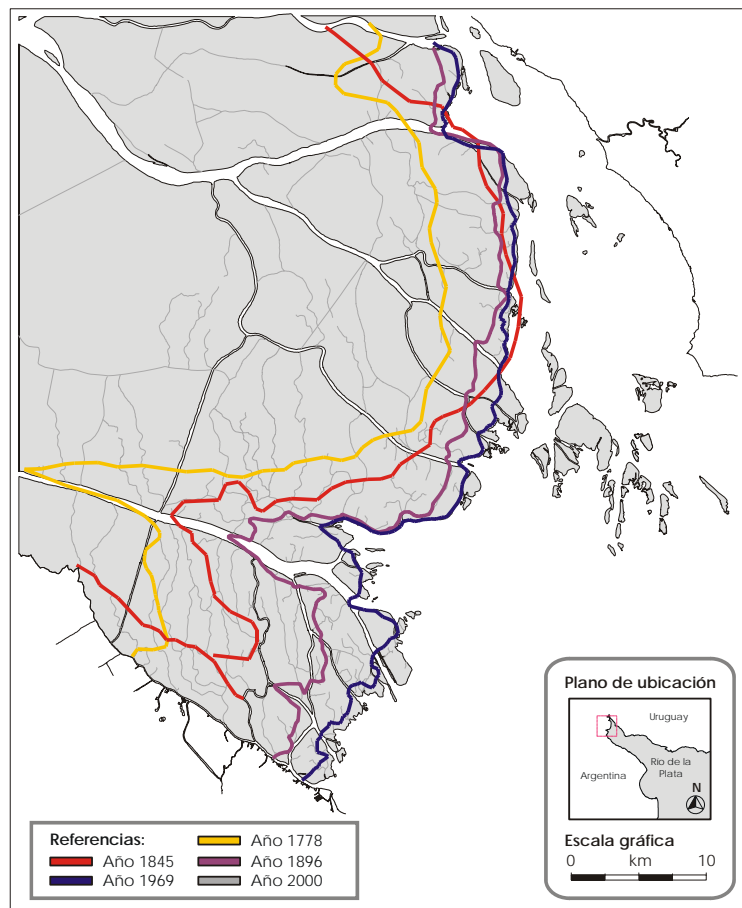 Plano de ubicación
Uruguay
Río de la
Plata
Argentina
N
Escala gráfica
0 km 10
Referencias:
Año 1778
Año 1845
Año 1896
Año 1969
Año 2000